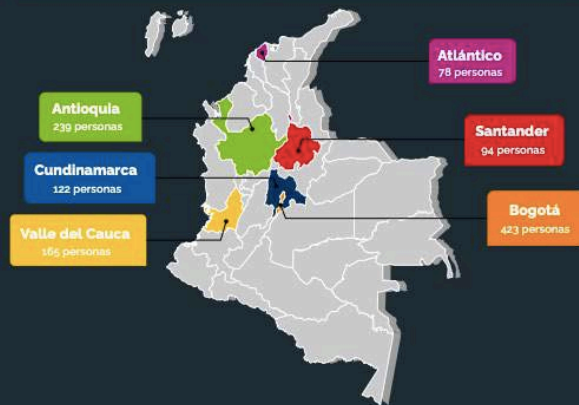 Atlántico
78 personas
Antioquia
239 personas
Santander
94 personas
Cundinamarca
122 personas
Bogotá
423 personas
Valle del Cauca
165 personas